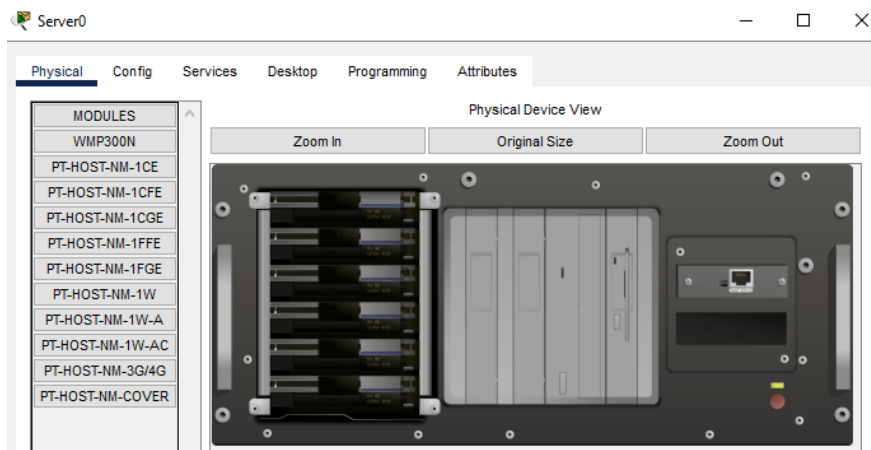 Server0
Physical Config Services Desktop Programming Attributes
MODULES
WMP300N
PT-HOST-NM-1CE
PT-HOST-NM-1CFE
PT-HOST-NM-1CGE
PT-HOST-NM-1FFE
PT-HOST-NM-1FGE
PT-HOST-NM-1W
PT-HOST-NM-1W-A
PT-HOST-NM-1W-AC
PT-HOST-NM-3G/4G
PT-HOST-NM-COVER
Physical Device View
Zoom In Original Size Zoom Out